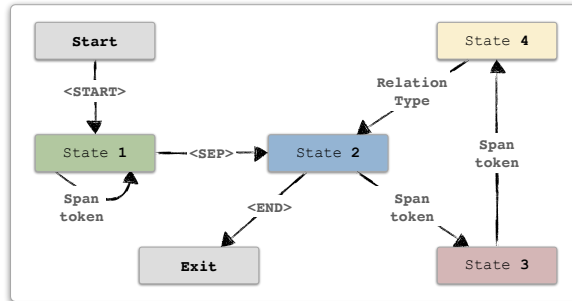 Start
State 4
<START>
Relation
Type
State 1
<SEP>
State 2
Span
token
Span
token
<END>
Span
token
Exit
State 3